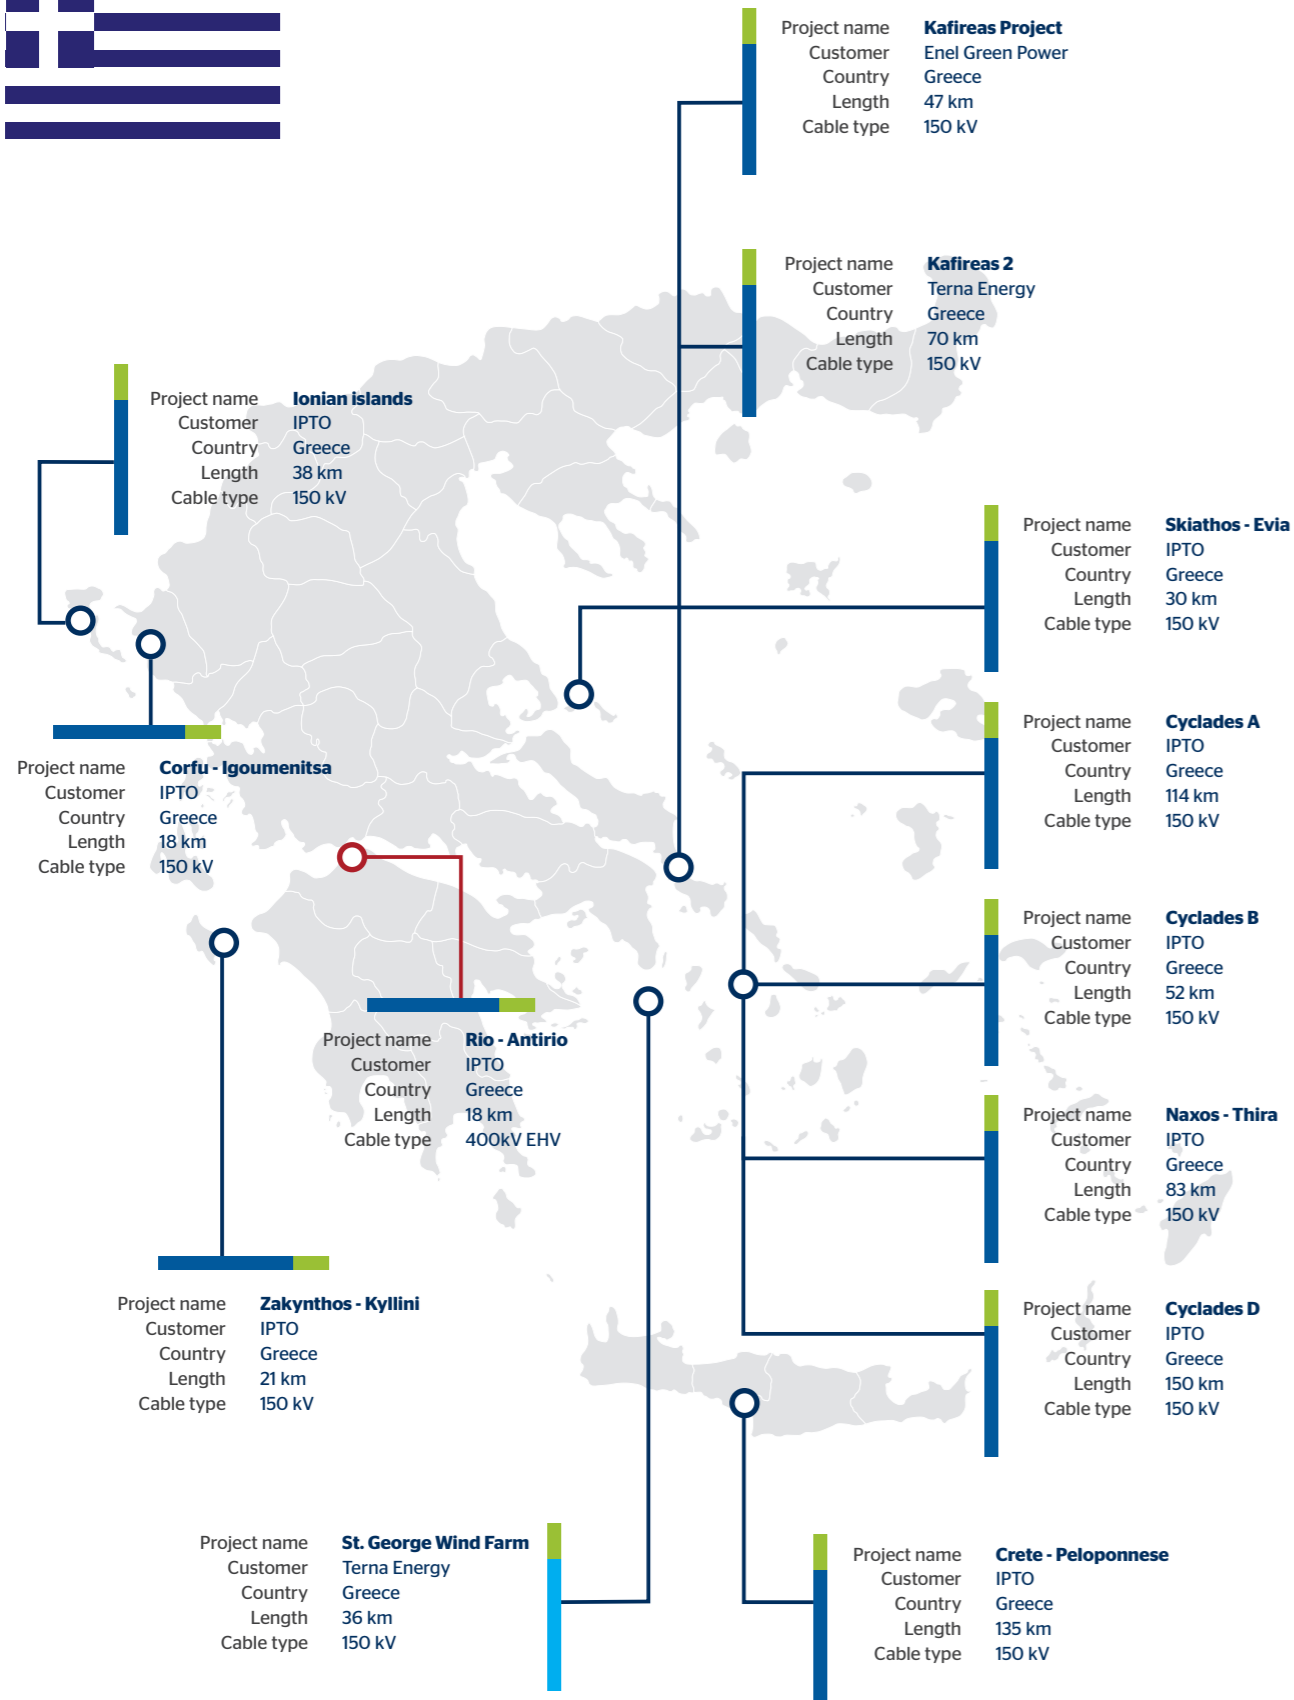 Project name Kafireas Project
Customer Enel Green Power
Country Greece
Length 47 km
Cable type 150 kV
Project name Kafireas 2
Customer Terna Energy
Country Greece
Length 70 km
Cable type 150 kV
Project name Ionian islands
Customer IPTO
Country Greece
Length 38 km
Cable type 150 kV
Project name Skiathos - Evia
Customer IPTO
Country Greece
Length 30 km
Cable type 150 kV
Project name Cyclades A
Customer IPTO
Country Greece
Length 114 km
Cable type 150 kV
Project name Corfu - Igoumenitsa
Customer IPTO
Country Greece
Length 18 km
Cable type 150 kV
Project name Cyclades B
Customer IPTO
Country Greece
Length 52 km
Cable type 150 kV
Project name Rio - Antirio
Customer IPTO
Country Greece
Length 18 km
Cable type 400kV EHV
Project name Naxos - Thira
Customer IPTO
Country Greece
Length 83 km
Cable type 150 kV
Project name Zakynthos - Kyllini
Customer IPTO
Country Greece
Length 21 km
Cable type 150 kV
Project name Cyclades D
Customer IPTO
Country Greece
Length 150 km
Cable type 150 kV
Project name St. George Wind Farm
Customer Terna Energy
Country Greece
Length 36 km
Cable type 150 kV
Project name Crete - Peloponnese
Customer IPTO
Country Greece
Length 135 km
Cable type 150 kV